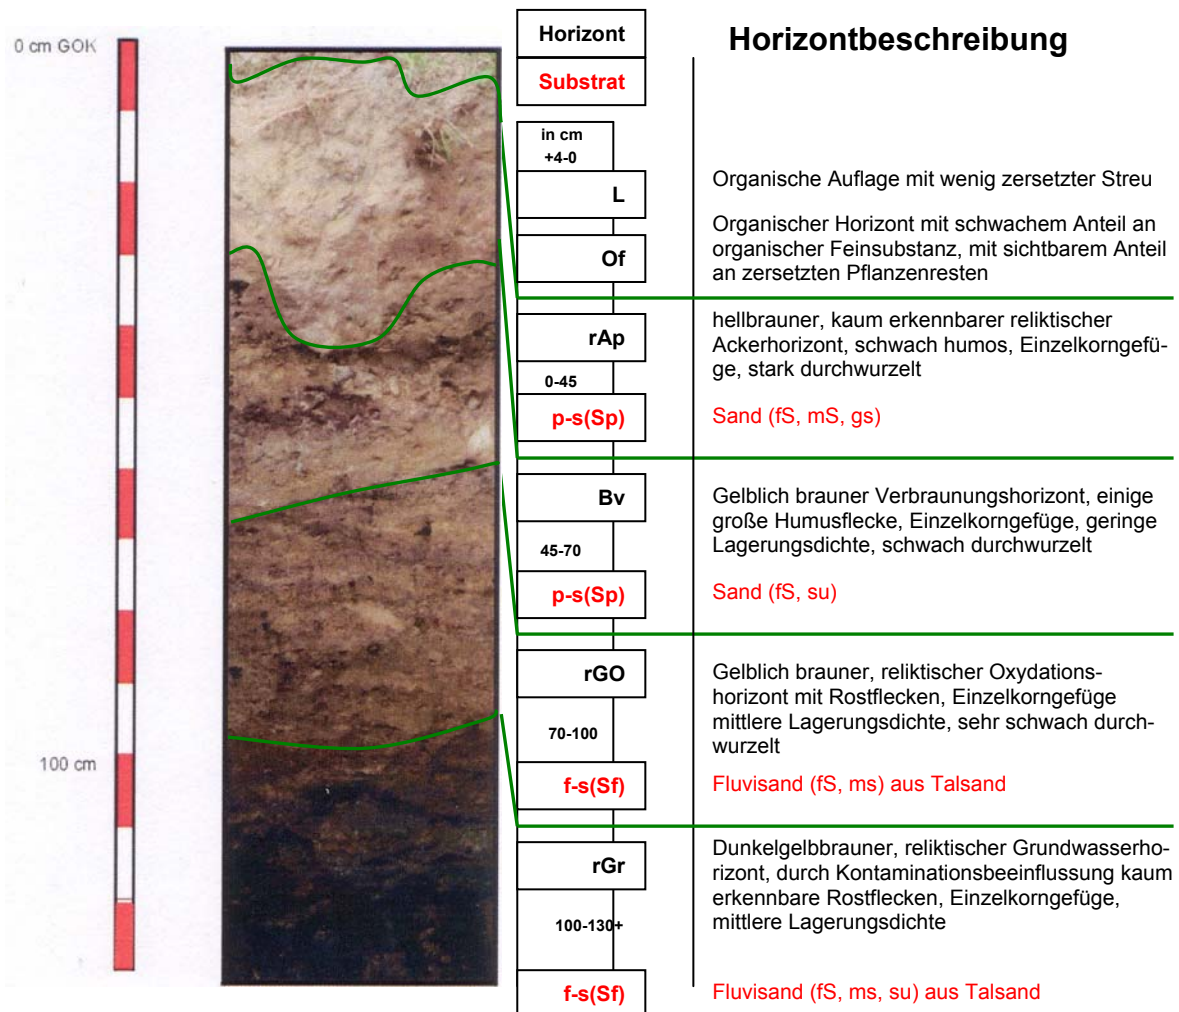 0 cm GOK
100 cm
Horizont
Substrat
Horizontbeschreibung
in cm
+4-0
L
Organische Auflage mit wenig zersetzter Streu
Of
Organischer Horizont mit schwachem Anteil an
organischer Feinsubstanz, mit sichtbarem Anteil
an zersetzten Pflanzenresten
rAp
hellbrauner, kaum erkennbarer reliktischer
Ackerhorizont, schwach humos, Einzelkorngefü-
ge, stark durchwurzelt
0-45
p-s(Sp)
Sand (fS, mS, gs)
Bv
Gelblich brauner Verbraunungshorizont, einige
große Humusflecke, Einzelkorngefüge, geringe
Lagerungsdichte, schwach durchwurzelt
45-70
p-s(Sp)
Sand (fS, su)
rGO
Gelblich brauner, reliktischer Oxydations-
horizont mit Rostflecken, Einzelkorngefüge
mittlere Lagerungsdichte, sehr schwach durch-
wurzelt
70-100
f-s(Sf)
Fluvisand (fS, ms) aus Talsand
rGr
Dunkelgelbbrauner, reliktischer Grundwasserho-
rizont, durch Kontaminationsbeeinflussung kaum
erkennbare Rostflecken, Einzelkorngefüge,
mittlere Lagerungsdichte
100-130+
f-s(Sf)
Fluvisand (fS, ms, su) aus Talsand